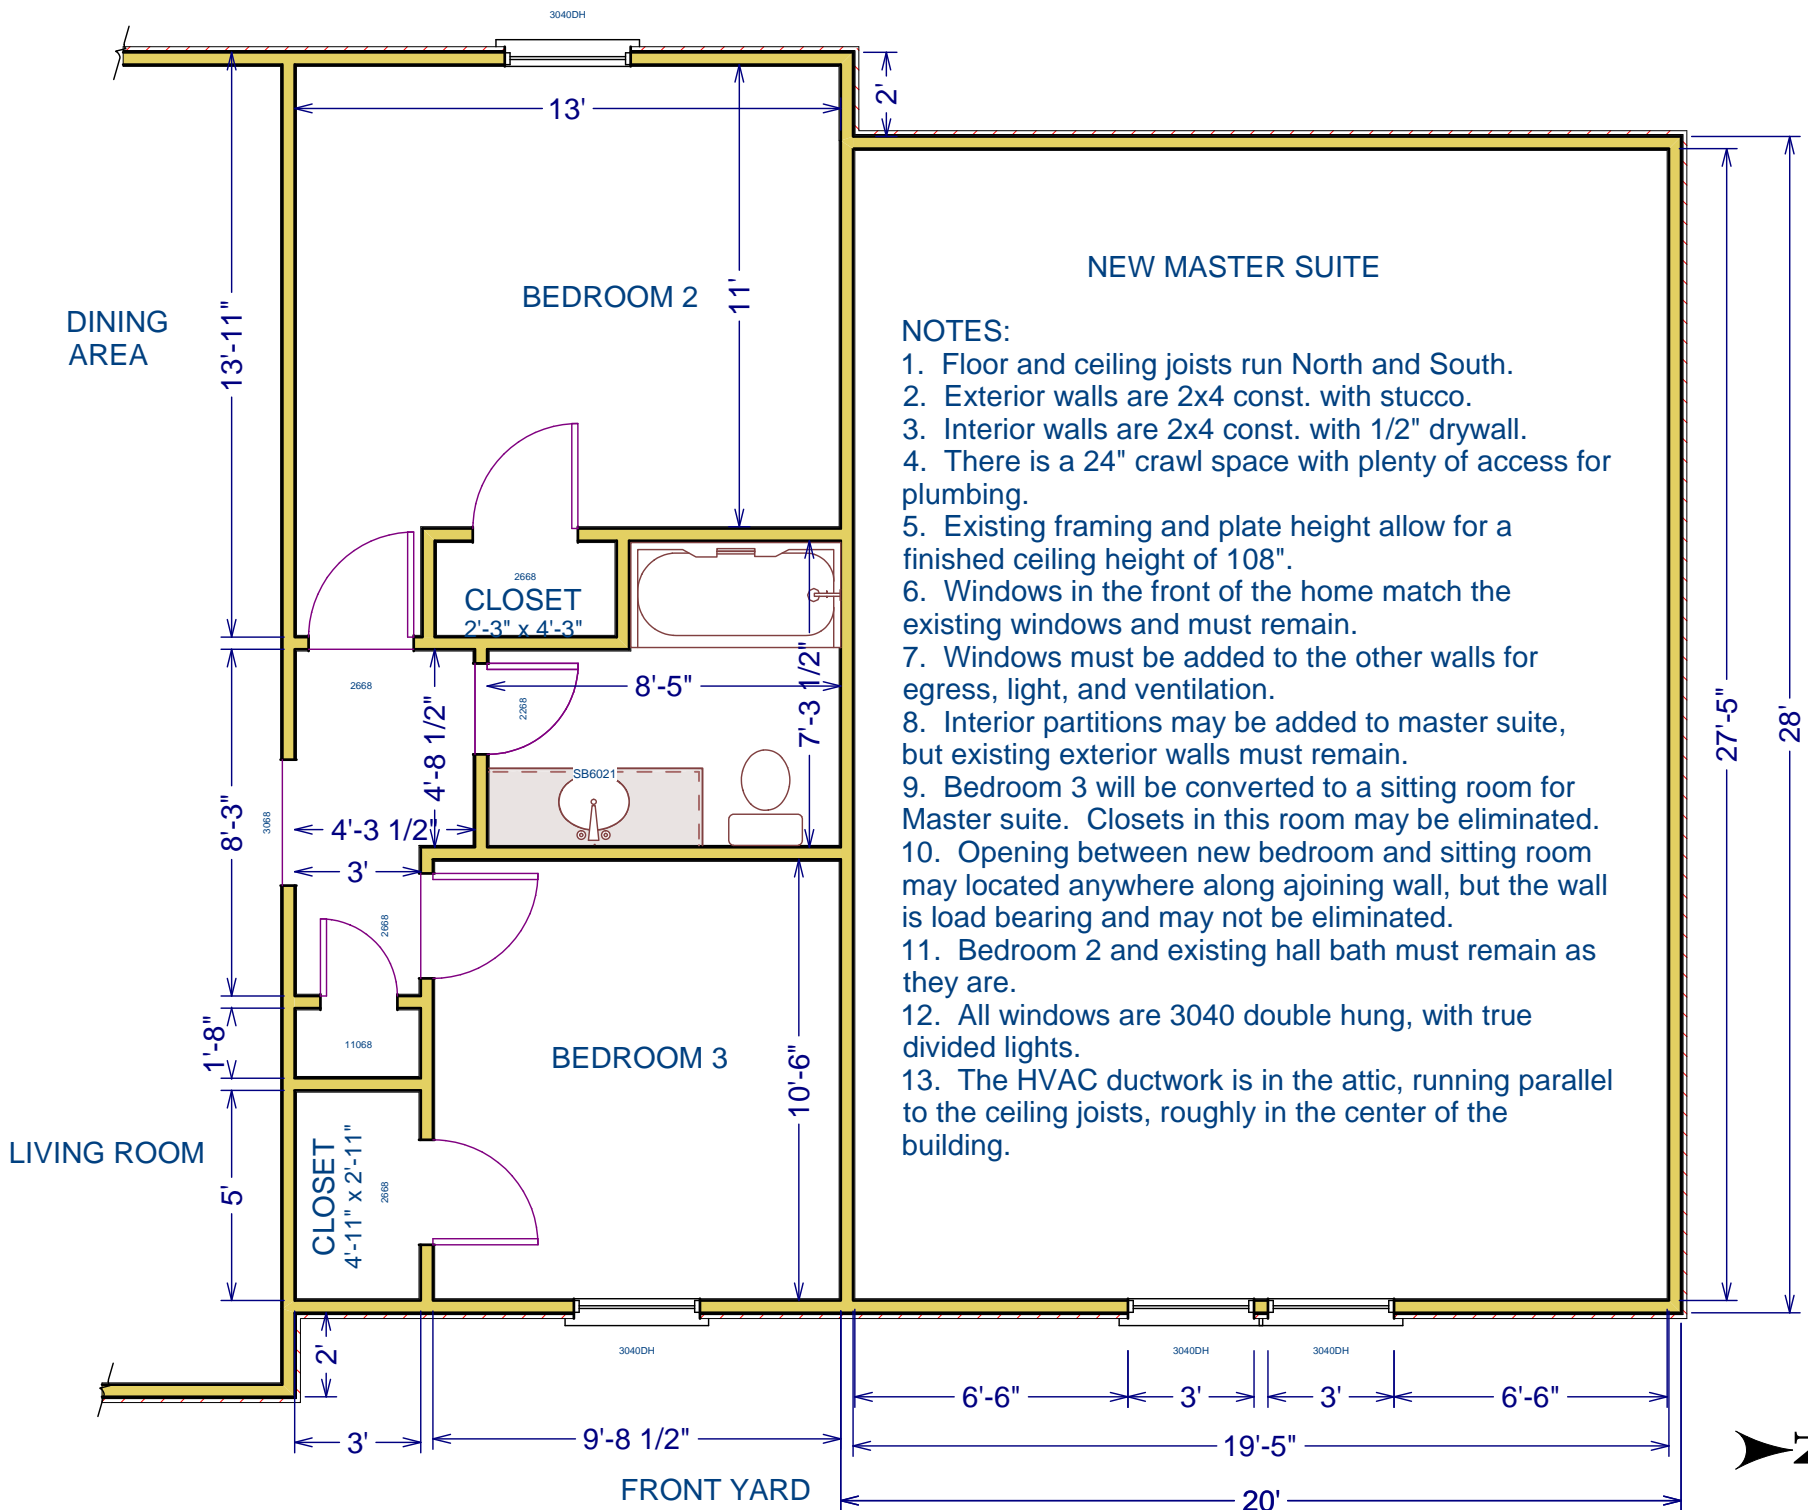 3040DH
13'
2'
BEDROOM 2
11'
13'-11"
DINING
AREA
NEW MASTER SUITE
NOTES:
1. Floor and ceiling joists run North and South.
2. Exterior walls are 2x4 const. with stucco.
3. Interior walls are 2x4 const. with 1/2" drywall.
4. There is a 24" crawl space with plenty of access for
plumbing.
5. Existing framing and plate height allow for a
finished ceiling height of 108".
6. Windows in the front of the home match the
existing windows and must remain.
7. Windows must be added to the other walls for
egress, light, and ventilation.
8. Interior partitions may be added to master suite,
but existing exterior walls must remain.
9. Bedroom 3 will be converted to a sitting room for
Master suite. Closets in this room may be eliminated.
10. Opening between new bedroom and sitting room
may located anywhere along ajoining wall, but the wall
is load bearing and may not be eliminated.
11. Bedroom 2 and existing hall bath must remain as
they are.
12. All windows are 3040 double hung, with true
divided lights.
13. The HVAC ductwork is in the attic, running parallel
to the ceiling joists, roughly in the center of the
building.
27'-5"
28'
2668
CLOSET
2'-3" x 4'-3"
2668
8'-5"
2268
7'-3 1/2"
4'-8 1/2"
SB6021
8'-3"
3068
4'-3 1/2"
3'
2668
1'-8"
11068
BEDROOM 3
10'-6"
LIVING ROOM
5'
CLOSET
4'-11" x 2'-11"
2668
2'
3040DH
3040DH
3040DH
6'-6"
3'
3'
6'-6"
3'
9'-8 1/2"
19'-5"
N
FRONT YARD
20'